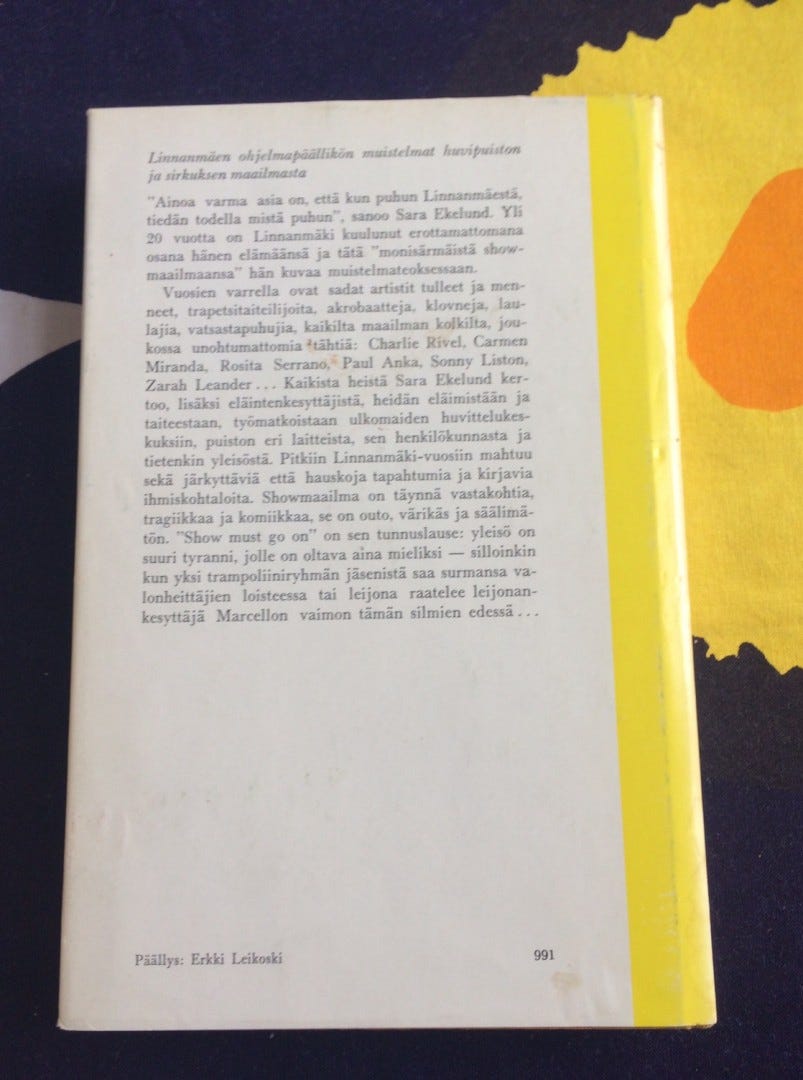 Linnanmäen ohjelmapäällikön muistelmat huvipuiston
ja sirkuksen maailmasta
"Ainoa varma asia on, että kun puhun Linnanmäestä,
tiedän todella mistä puhun", sanoo Sara Ekelund. Yli
20 vuotta on Linnanmäki kuulunut erottamattomana
osana hänen elämäänsä ja tätä "monisärmäistä show-
maailmaansa" hän kuvaa muistelmateoksessaan.
Vuosien varrella ovat sadat artistit tulleet ja men-
neet, trapetsitaiteilijoita, akrobaatteja, klovneja, lau-
lajia, vatsastapuhujia, kaikilta maailman kolkilta, jou-
kossa unohtumattomia tähtiä: Charlie Rivel, Carmen
Miranda, Rosita Serrano, Paul Anka, Sonny Liston,
Zarah Leander... Kaikista heistä Sara Ekelund ker-
too, lisäksi eläintenkesyttäjistä, heidän eläimistään ja
taiteestaan, työmatkoistaan ulkomaiden huvittelukes-
kuksiin, puiston eri laitteista, sen henkilökunnasta ja
tietenkin yleisöstä. Pitkiin Linnanmäki-vuosiin mahtuu
sekä järkyttäviä että hauskoja tapahtumia ja kirjavia
ihmiskohtaloita. Showmaailma on täynnä vastakohtia,
tragiikkaa ja komiikkaa, se on outo, värikäs ja säälimä-
tön. "Show must go on" on sen tunnuslause: yleisö on
suuri tyranni, jolle on oltava aina mieliksi — silloinkin
kun yksi trampoliiniryhmän jäsenistä saa surmansa va-
lonheittäjien loisteessa tai leijona raatelee leijonan-
kesyttäjä Marcellon vaimon tämän silmien edessä...
Päällys: Erkki Leikoski
991